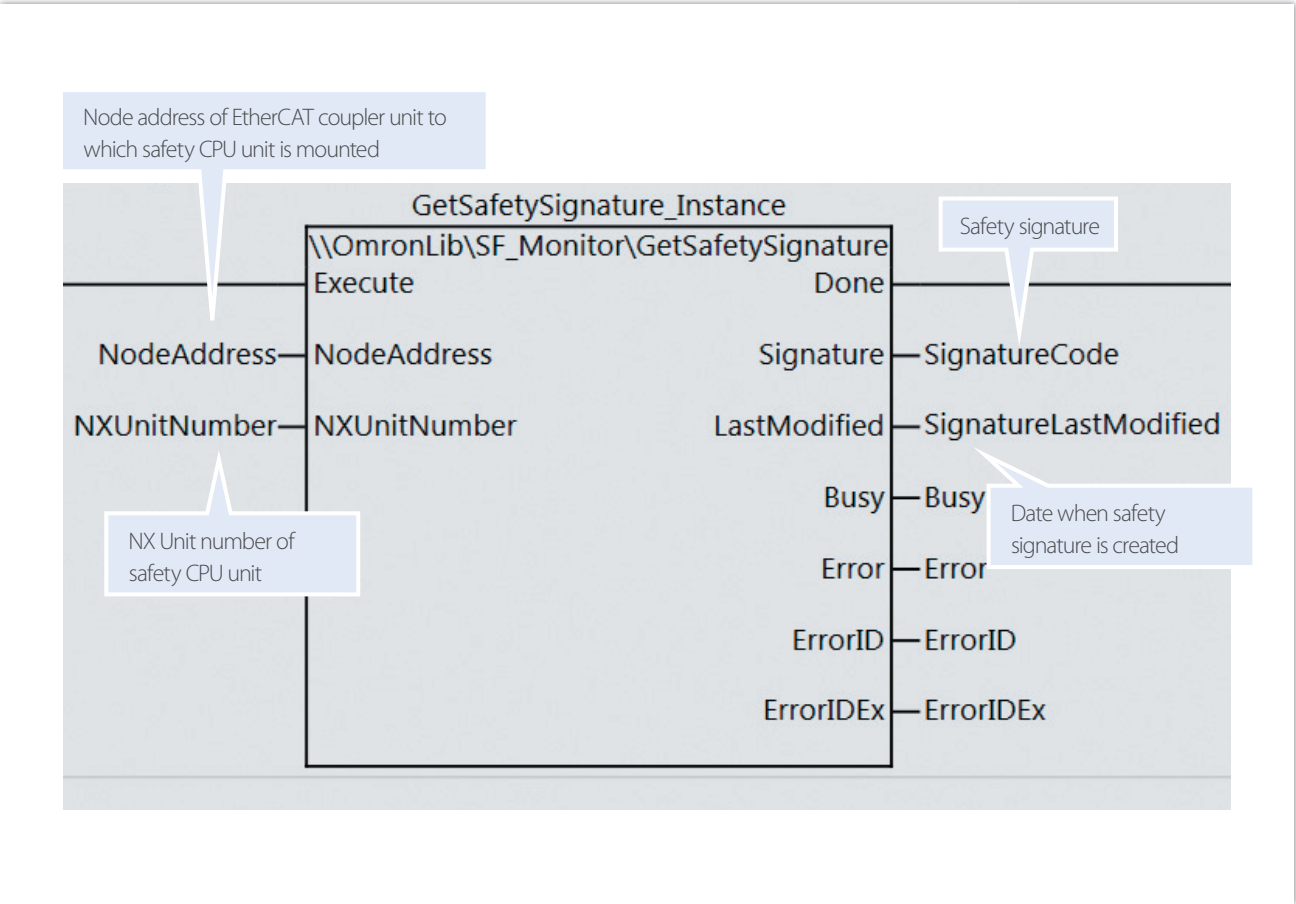 Node address of EtherCAT coupler unit to
which safety CPU unit is mounted
GetSafetySignature_Instance
\\OmronLib\SF_Monitor\GetSafetySignature
Safety signature
Execute
Done
NodeAddress
NodeAddress
Signature
SignatureCode
NXUnitNumber
NXUnitNumber
LastModified
SignatureLastModified
Busy
Busy
Date when safety
signature is created
NX Unit number of
safety CPU unit
Error
Error
ErrorID
ErrorID
ErrorIDEx
ErrorIDEx